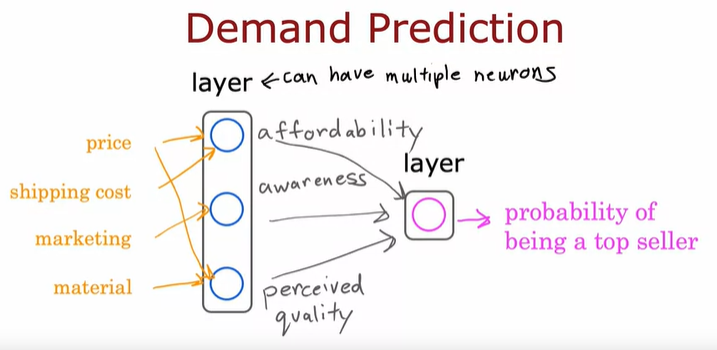 Demand Prediction
layer ← can have multiple neurons
price
shipping cost
marketing
material
affordability
awareness
perceived
quality
layer
probability of
being a top seller